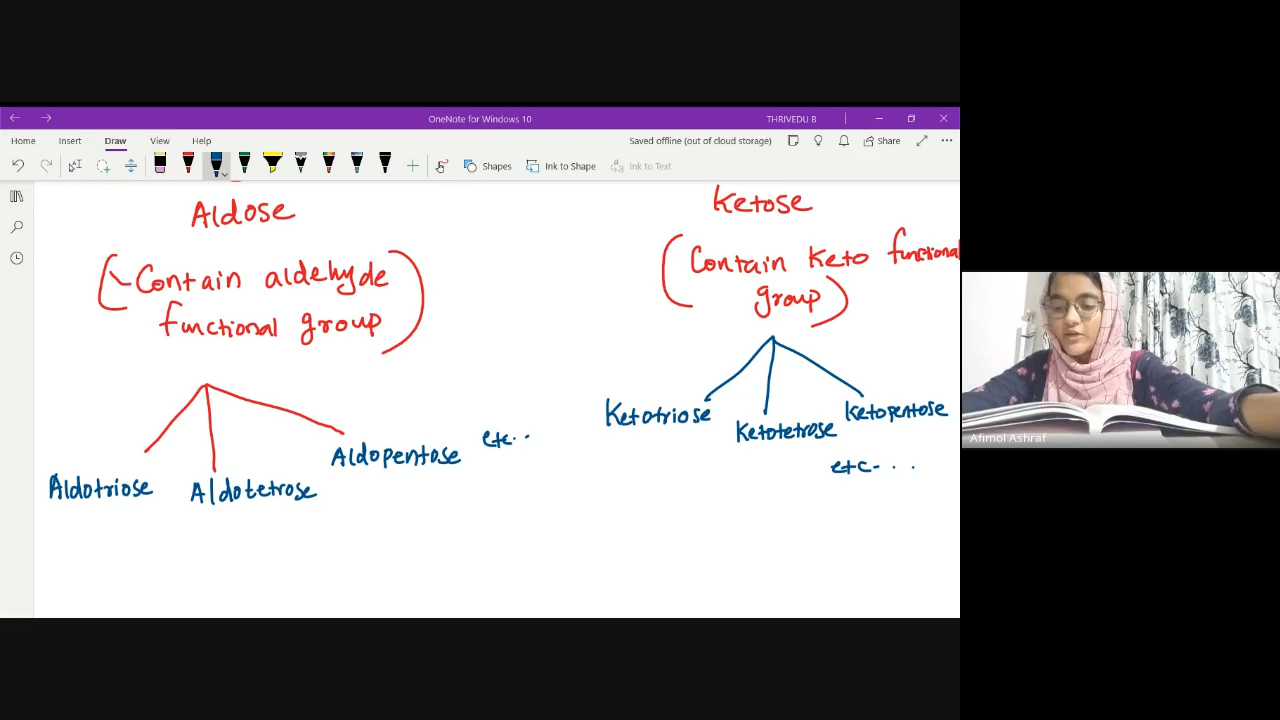 OneNote for Windows 10
THRIVEDU B
Home Insert Draw View Help
Saved offline (out of cloud storage)
Share
Shapes
Ink to Shape
Ink to Text
Aldose
(Contain aldehyde
functional group)
Aldotriose
Aldotetrose
Aldopentose
etc..
Ketose
(Contain Keto functional
group)
Ketotriose
Ketotetrose
Ketopentose
etc....
Afimol Ashraf